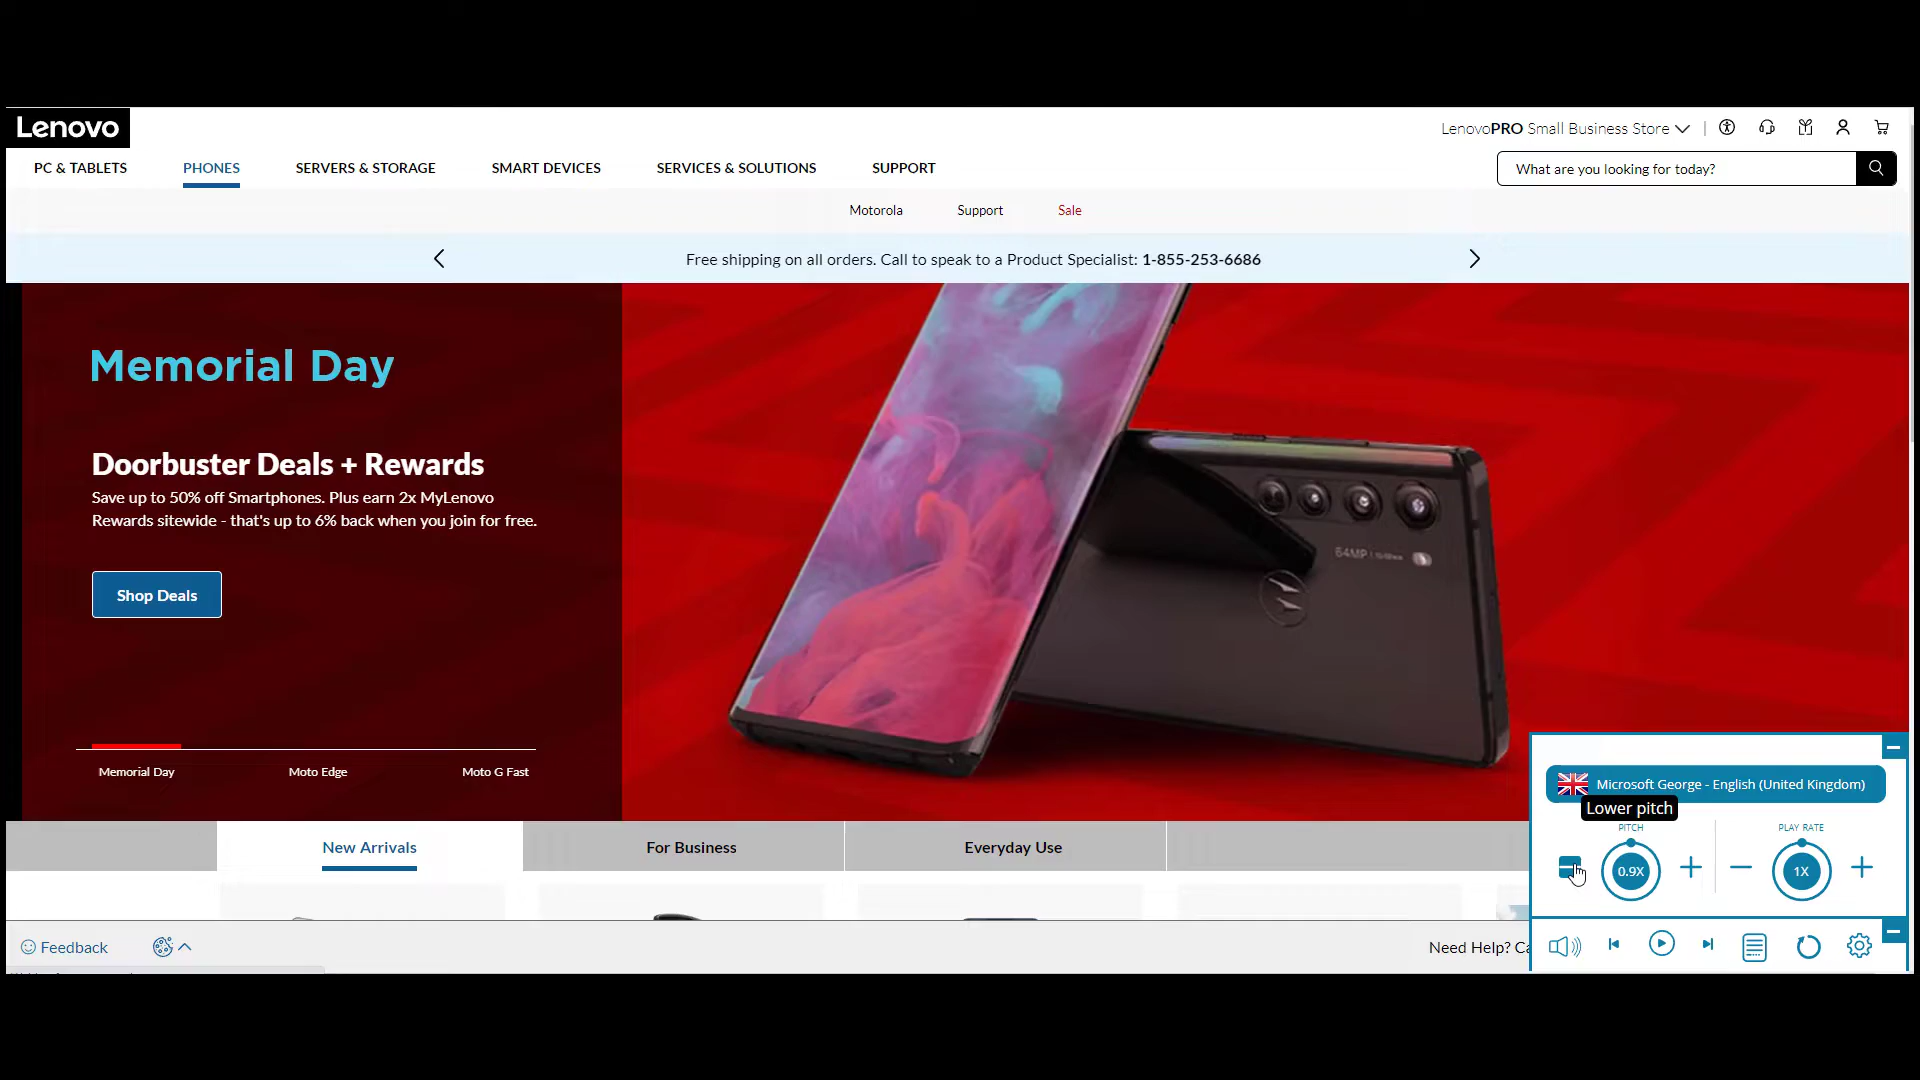 Lenovo
LenovoPRO Small Business Store
PC & TABLETS
PHONES
SERVERS & STORAGE
SMART DEVICES
SERVICES & SOLUTIONS
SUPPORT
What are you looking for today?
Motorola
Support
Sale
Free shipping on all orders. Call to speak to a Product Specialist: 1-855-253-6686
Memorial Day
Doorbuster Deals + Rewards
Save up to 50% off Smartphones. Plus earn 2x MyLenovo
Rewards sitewide - that's up to 6% back when you join for free.
Shop Deals
64MP
Memorial Day
Moto Edge
Moto G Fast
New Arrivals
For Business
Everyday Use
Microsoft George - English (United Kingdom)
Lower pitch
PITCH
PLAY RATE
0.9X
1X
Feedback
Need Help?